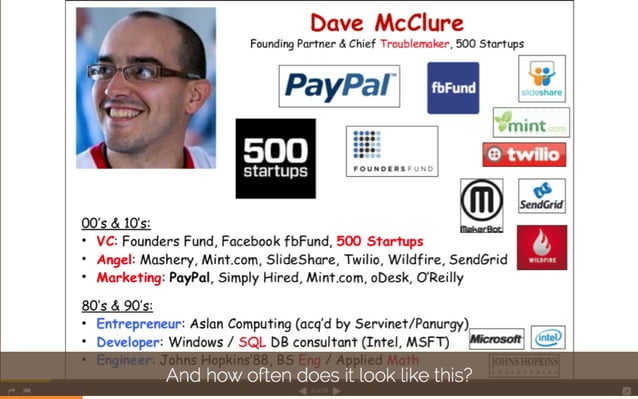 Dave McClure
Founding Partner & Chief Troublemaker, 500 Startups
PayPal™
fbFund
slideshare
mint.com
500
startups
FOUNDERS FUND
twilio
MakerBot
SendGrid
WILDFIRE
00's & 10's:
• VC: Founders Fund, Facebook fbFund, 500 Startups
• Angel: Mashery, Mint.com, SlideShare, Twilio, Wildfire, SendGrid
• Marketing: PayPal, Simply Hired, Mint.com, oDesk, O'Reilly
80's & 90's:
• Entrepreneur: Aslan Computing (acq'd by Servinet/Panurgy)
• Developer: Windows / SQL DB consultant (Intel, MSFT)
Microsoft
intel
• Engineer: Johns Hopkins'88, BS Eng / Applied Math
JOHNS HOPKINS
ENGINEERING
And how often does it look like this?